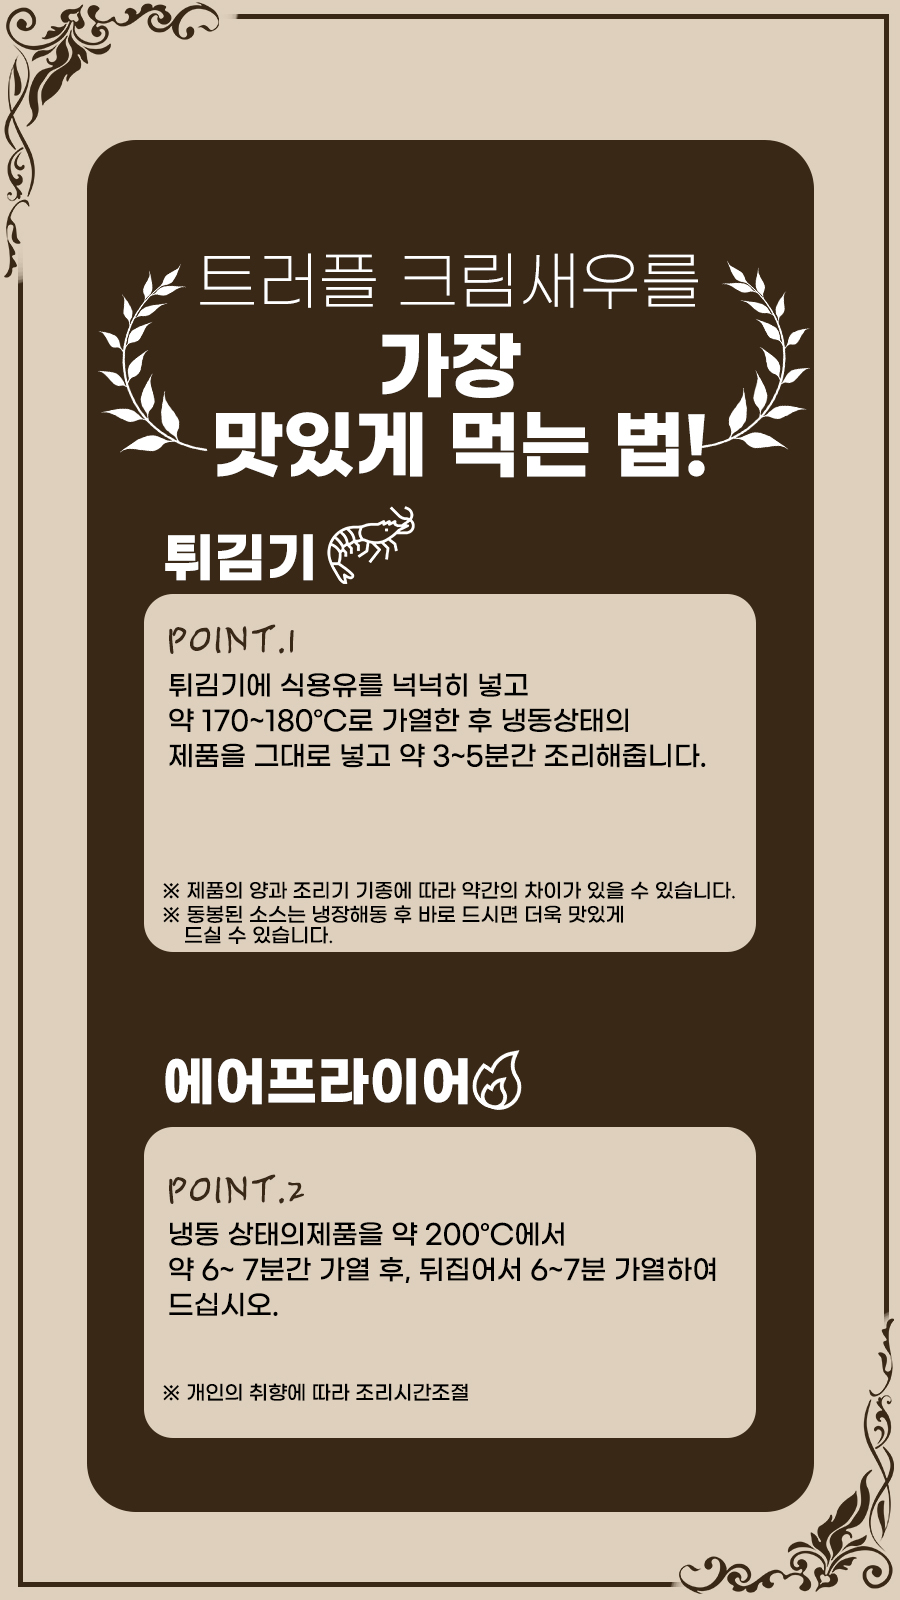 트러플 크림새우를
가장
맛있게 먹는 법!
튀김기
POINT.1
튀김기에 식용유를 넉넉히 넣고
약 170~180°C로 가열한 후 냉동상태의
제품을 그대로 넣고 약 3~5분간 조리해줍니다.
※ 제품의 양과 조리기 기종에 따라 약간의 차이가 있을 수 있습니다.
※ 동봉된 소스는 냉장해동 후 바로 드시면 더욱 맛있게
드실 수 있습니다.
에어프라이어
POINT.2
냉동 상태의제품을 약 200°C에서
약 6~ 7분간 가열 후, 뒤집어서 6~7분 가열하여
드십시오.
※ 개인의 취향에 따라 조리시간조절